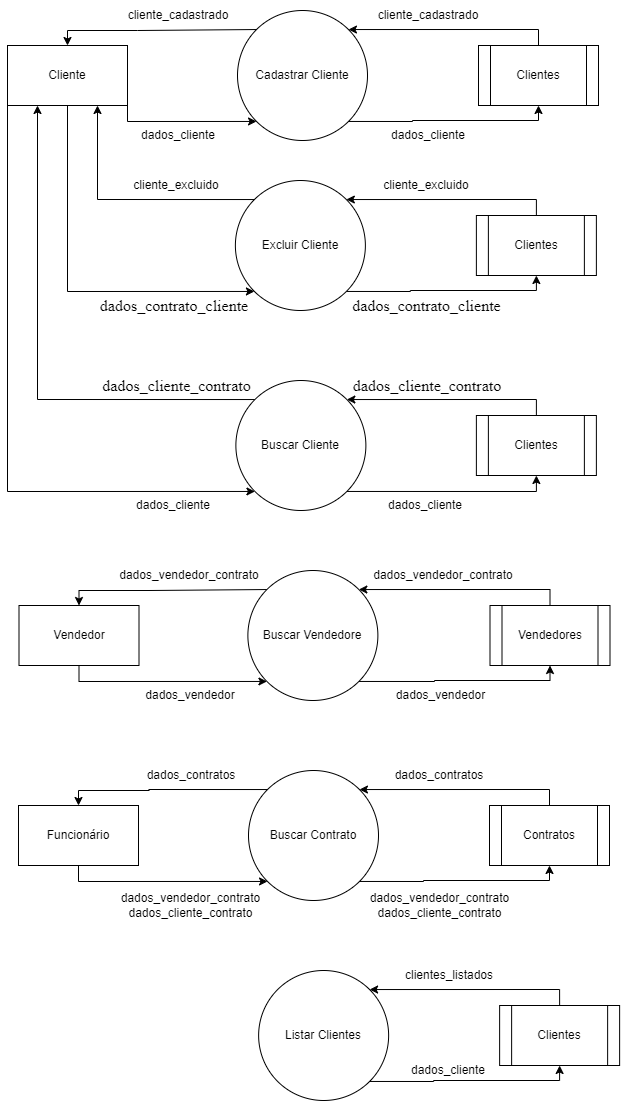 cliente_cadastrado
cliente_cadastrado
Cliente
Cadastrar Cliente
Clientes
dados_cliente
dados_cliente
cliente_excluido
cliente_excluido
Excluir Cliente
Clientes
dados_contrato_cliente
dados_contrato_cliente
dados_cliente_contrato
dados_cliente_contrato
Buscar Cliente
Clientes
dados_cliente
dados_cliente
dados_vendedor_contrato
dados_vendedor_contrato
Vendedor
Buscar Vendedore
Vendedores
dados_vendedor
dados_vendedor
dados_contratos
dados_contratos
Funcionário
Buscar Contrato
Contratos
dados_vendedor_contrato
dados_cliente_contrato
dados_vendedor_contrato
dados_cliente_contrato
clientes_listados
Listar Clientes
Clientes
dados_cliente